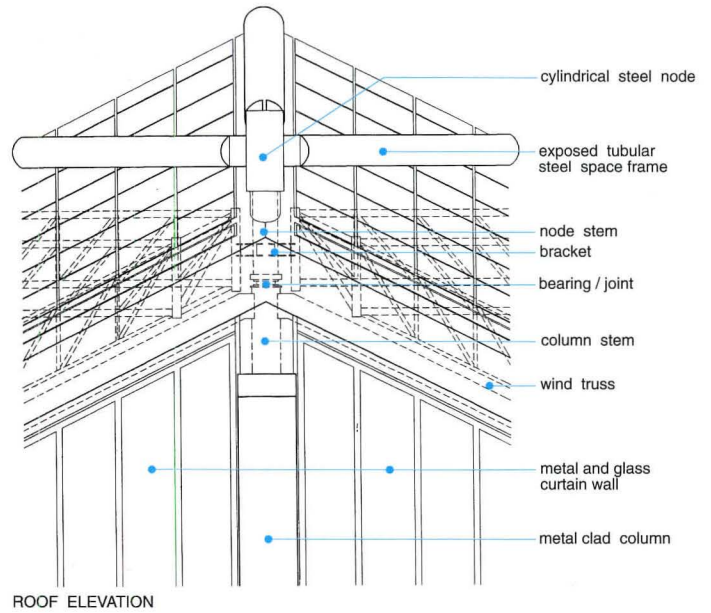 cylindrical steel node
exposed tubular
steel space frame
node stem
bracket
bearing / joint
column stem
wind truss
metal and glass
curtain wall
metal clad column
ROOF ELEVATION